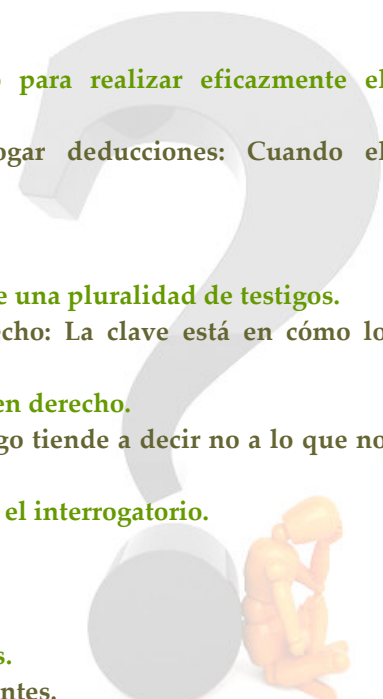 para realizar eficazmente el
ogar deducciones: Cuando el
e una pluralidad de testigos.
echo: La clave está en cómo lo
en derecho.
go tiende a decir no a lo que no
el interrogatorio.
s.
ntes.